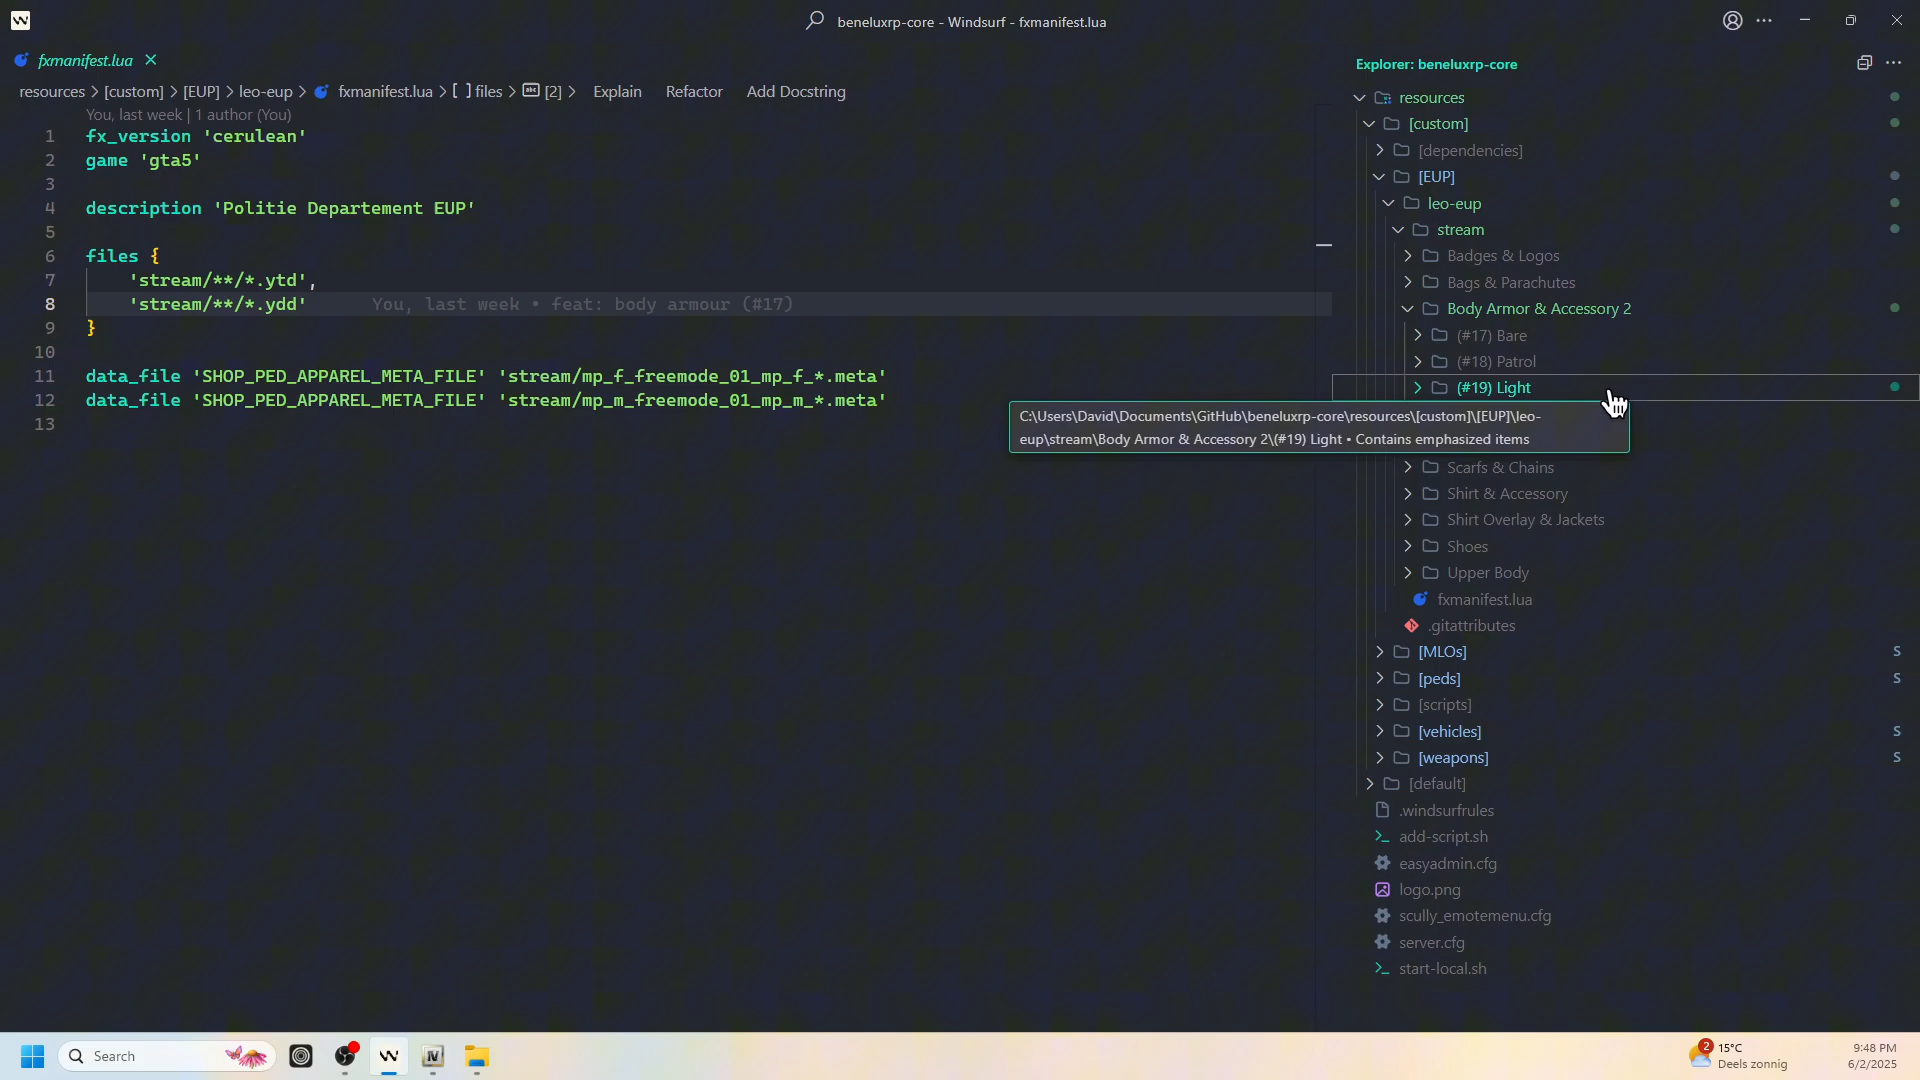 beneluxrp-core - Windsurf - fxmanifest.lua
fxmanifest.lua
resources > [custom] > [EUP] > leo-eup > fxmanifest.lua > [ ] files > [2] > Explain Refactor Add Docstring
You, last week | 1 author (You)
1 fx_version 'cerulean'
2 game 'gta5'
3
4 description 'Politie Departement EUP'
5
6 files {
7 'stream/**/*.ytd',
8 'stream/**/*.ydd' You, last week • feat: body armour (#17)
9 }
10
11 data_file 'SHOP_PED_APPAREL_META_FILE' 'stream/mp_f_freemode_01_mp_f_*.meta'
12 data_file 'SHOP_PED_APPAREL_META_FILE' 'stream/mp_m_freemode_01_mp_m_*.meta'
13
Explorer: beneluxrp-core
resources
[custom]
[dependencies]
[EUP]
leo-eup
stream
Badges & Logos
Bags & Parachutes
Body Armor & Accessory 2
(#17) Bare
(#18) Patrol
(#19) Light
C:\Users\David\Documents\GitHub\beneluxrp-core\resources\[custom]\[EUP]\leo-
eup\stream\Body Armor & Accessory 2\(#19) Light • Contains emphasized items
Scarfs & Chains
Shirt & Accessory
Shirt Overlay & Jackets
Shoes
Upper Body
fxmanifest.lua
.gitattributes
[MLOs] S
[peds] S
[scripts]
[vehicles] S
[weapons] S
[default]
.windsurfrules
add-script.sh
easyadmin.cfg
logo.png
scully_emotemenu.cfg
server.cfg
start-local.sh
Search
2
15°C
Deels zonnig
9:48 PM
6/2/2025